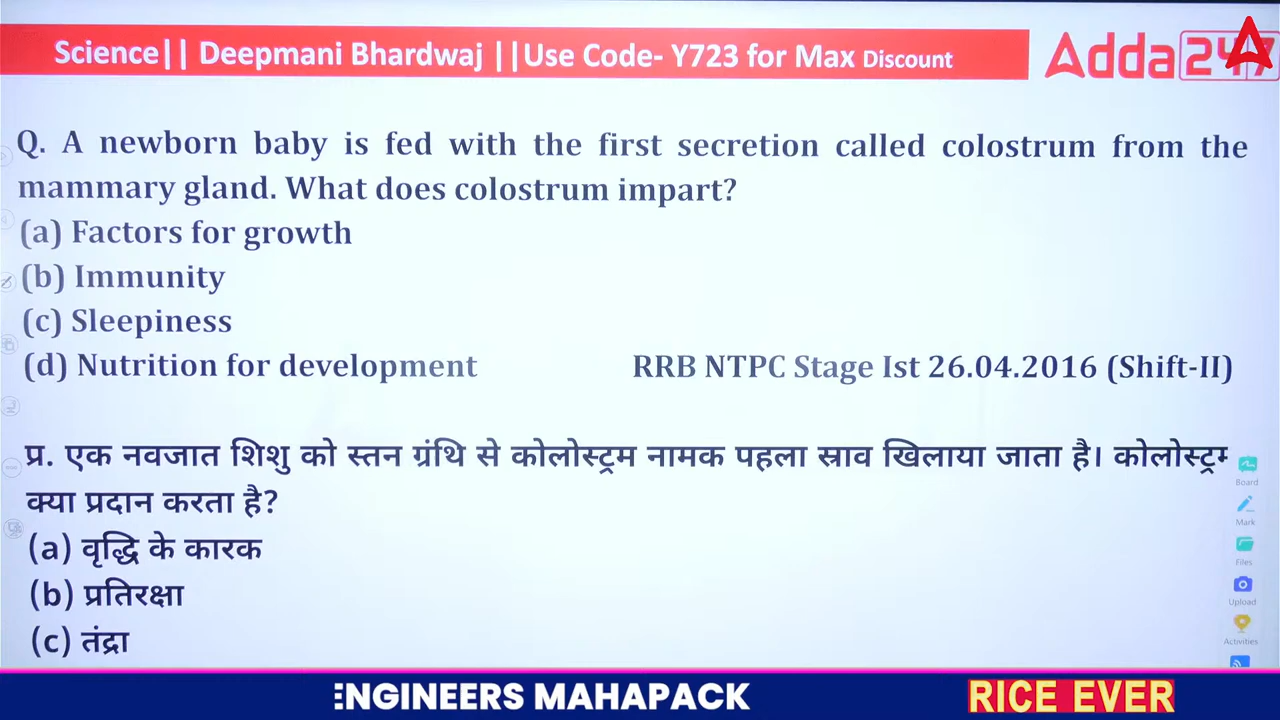 Science|| Deepmani Bhardwaj ||Use Code- Y723 for Max Discount
Adda 247
Q. A newborn baby is fed with the first secretion called colostrum from the
mammary gland. What does colostrum impart?
(a) Factors for growth
(b) Immunity
(c) Sleepiness
(d) Nutrition for development RRB NTPC Stage Ist 26.04.2016 (Shift-II)
प्र. एक नवजात शिशु को स्तन ग्रंथि से कोलोस्ट्रम नामक पहला स्राव खिलाया जाता है। कोलोस्ट्रम
क्या प्रदान करता है?
(a) वृद्धि के कारक
(b) प्रतिरक्षा
(c) तंद्रा
Board
Mark
Files
Upload
Activities
ENGINEERS MAHAPACK
RICE EVER